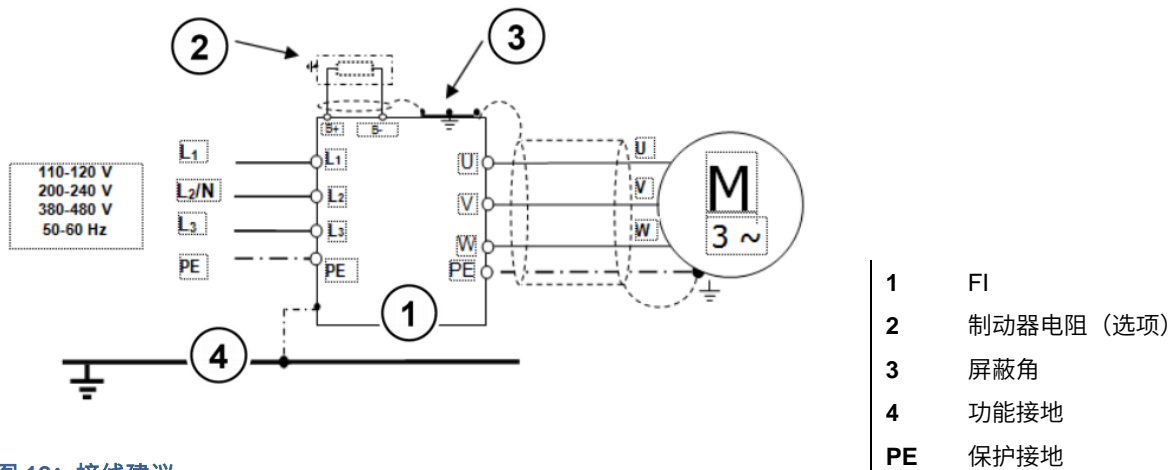 2
3
B+ B-
110-120 V
200-240 V
380-480 V
50-60 Hz
L1
L2/N
L3
PE
L1
L2
L3
PE
U
V
W
PE
U
V
W
M
3 ~
1
4
1 FI
2 制动器电阻（选项）
3 屏蔽角
4 功能接地
PE 保护接地